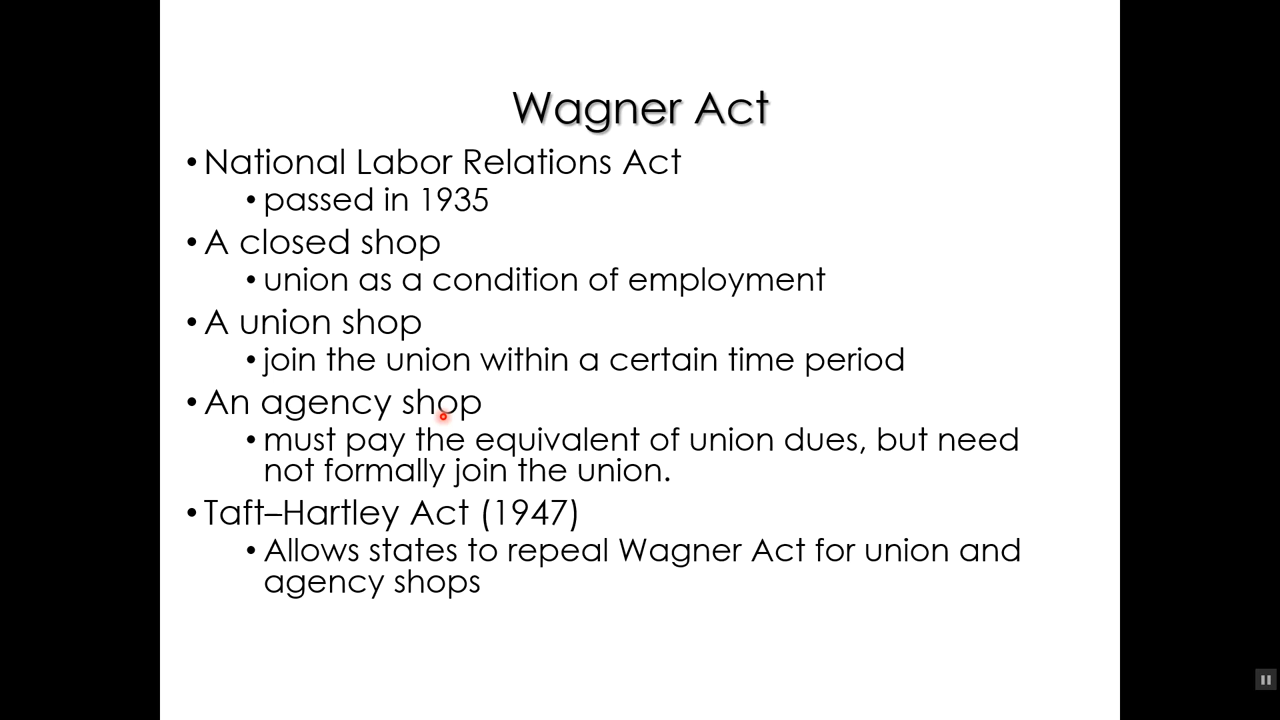 Wagner Act
• National Labor Relations Act
• passed in 1935
• A closed shop
• union as a condition of employment
• A union shop
• join the union within a certain time period
• An agency shop
• must pay the equivalent of union dues, but need
not formally join the union.
• Taft–Hartley Act (1947)
• Allows states to repeal Wagner Act for union and
agency shops